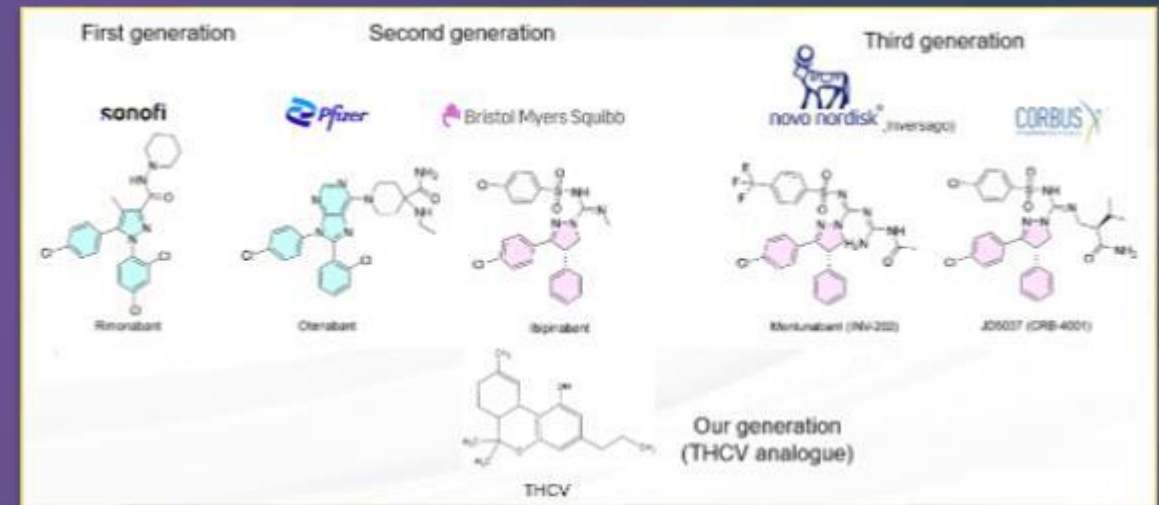 First generation
Second generation
Third generation
sanofi
Pfizer
Bristol Myers Squibb
novo nordisk
Inversago)
CORBUS
Rimonabant
Otenabant
Ibipinabant
Monlunabant (INV-202)
JD5037 (CRB-4001)
Our generation
(THCV analogue)
THCV